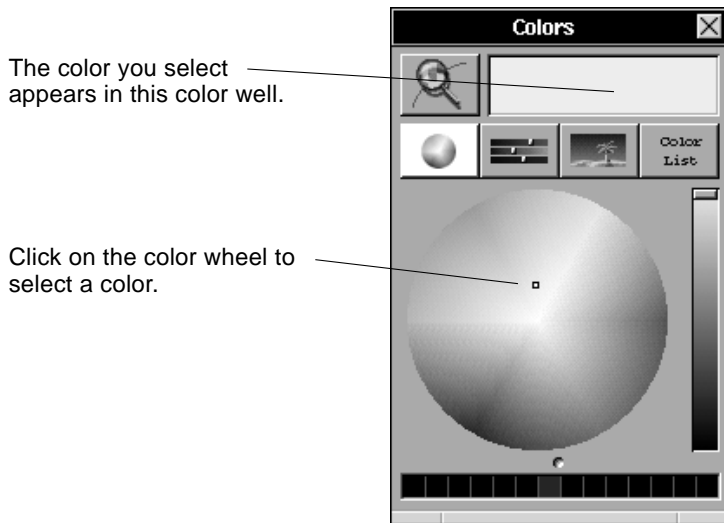 Colors
The color you select
appears in this color well.
Color
List
Click on the color wheel to
select a color.